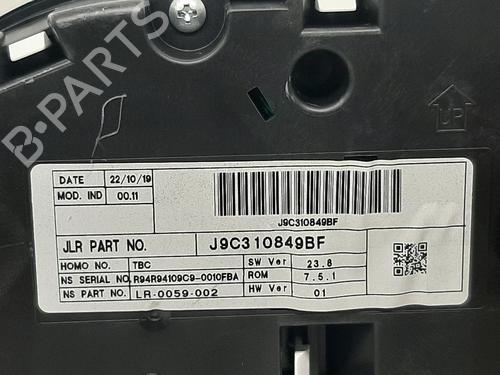 B-PARTS
UP
DATE 22/10/19
MOD. IND 00.11
J9C310849BF
JLR PART NO. J9C310849BF
HOMO NO. TBC SW Ver 23.8
NS SERIAL NO. R94R94109C9-0010FBA ROM 7.5.1
NS PART NO. LR-0059-002 HW Ver 01